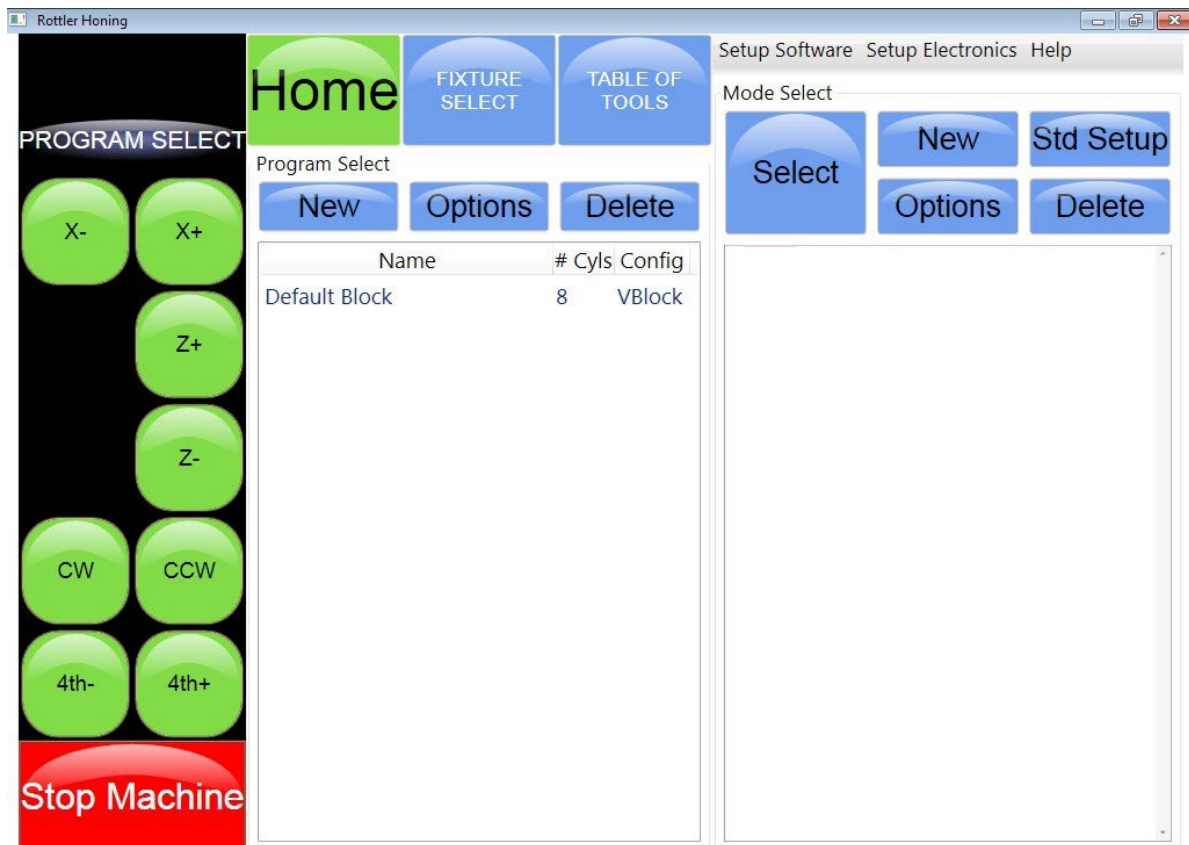 Rottler Honing
PROGRAM SELECT
X-
X+
Z+
Z-
CW
CCW
4th-
4th+
Stop Machine
Home
FIXTURE
SELECT
TABLE OF
TOOLS
Program Select
New
Options
Delete
Name # Cyls Config
Default Block 8 VBlock
Setup Software Setup Electronics Help
Mode Select
Select
New
Std Setup
Options
Delete